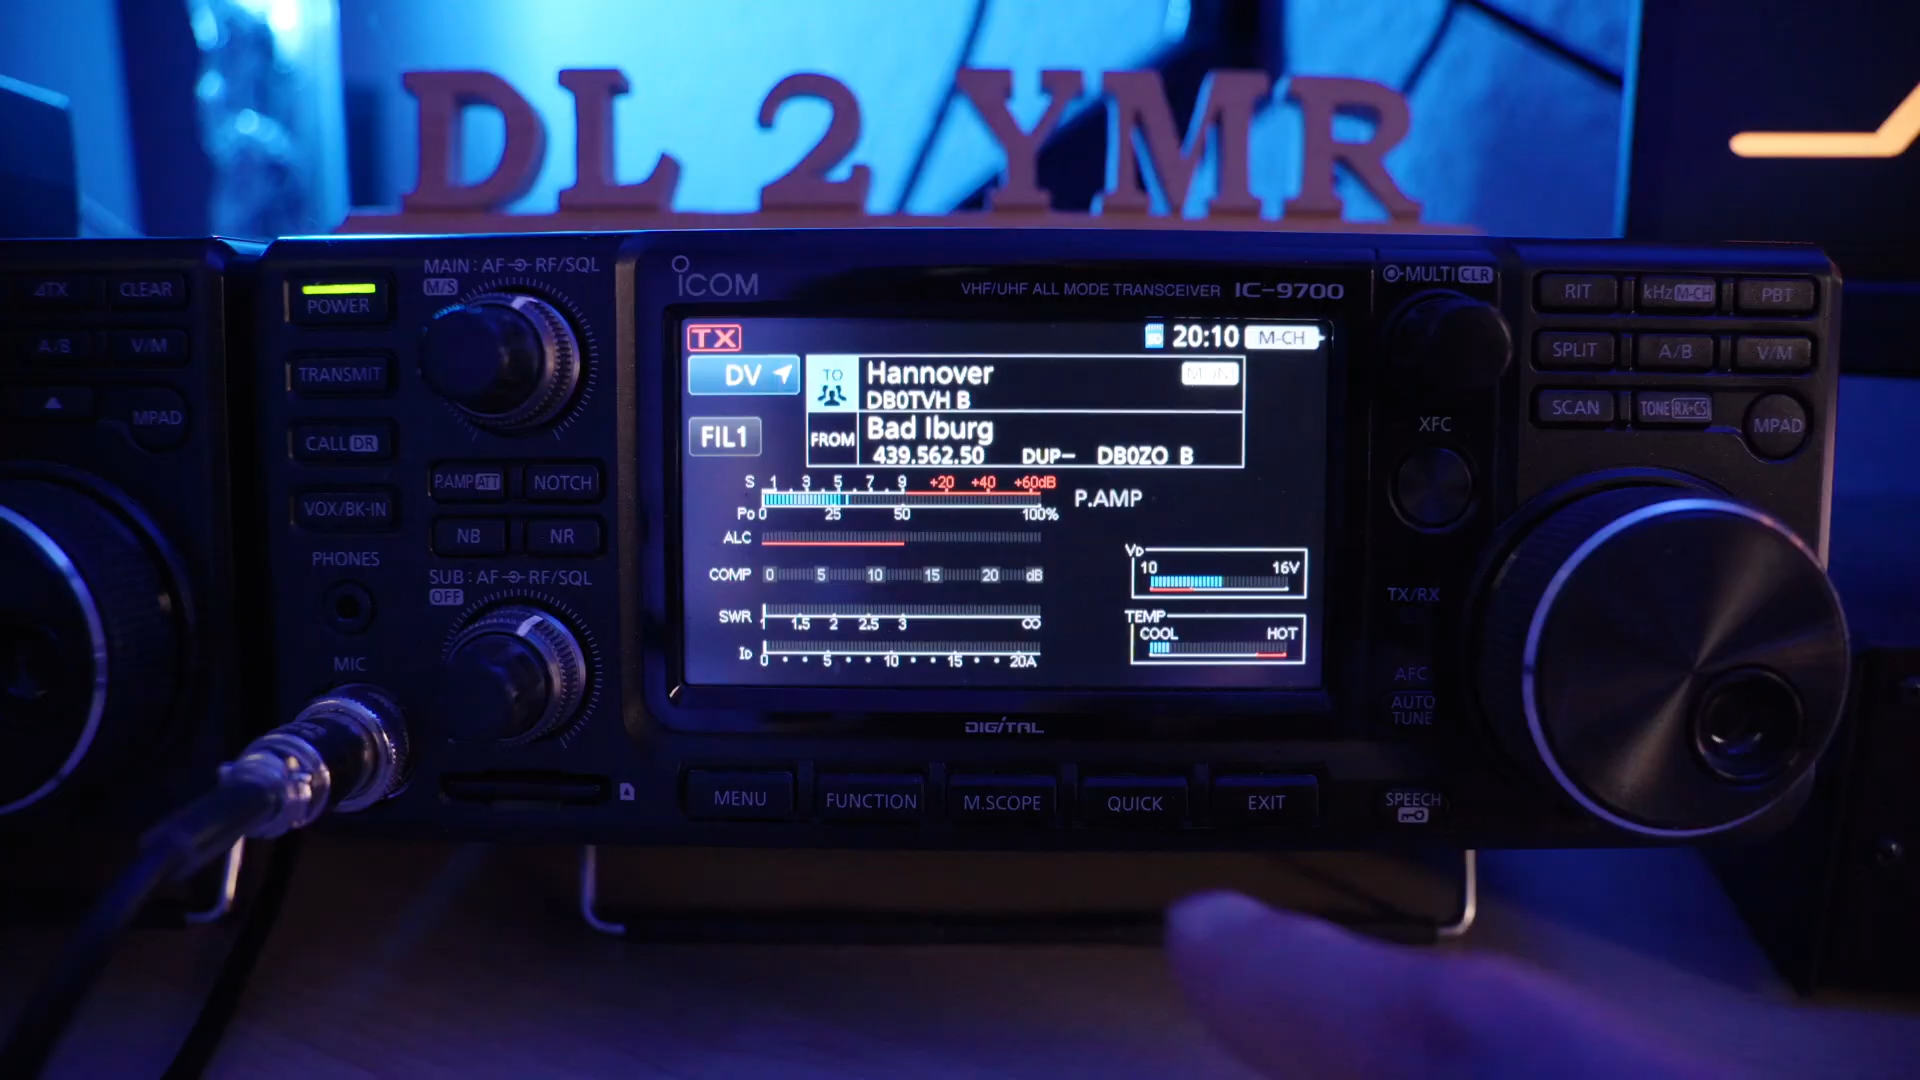 DL 2 YMR
TX CLEAR
A/B V/M
MPAD
POWER
TRANSMIT
CALL DR
VOX/BK-IN
PHONES
MIC
MAIN: AF RF/SQL
M/S
P.AMP ATT NOTCH
NB NR
SUB: AF RF/SQL
OFF
ICOM
VHF/UHF ALL MODE TRANSCEIVER IC-9700
TX 20:10 M-CH
DV TO Hannover
DB0TVH B
FIL1 FROM Bad Iburg
439.562.50 DUP- DB0ZO B
S 1 3 5 7 9 +20 +40 +60dB
P.AMP
Po 0 25 50 100%
ALC
COMP 0 5 10 15 20 dB
SWR 1 1.5 2 2.5 3 ∞
ID 0 5 10 15 20A
VD
10 16V
TEMP
COOL HOT
DIGITAL
MENU FUNCTION M.SCOPE QUICK EXIT
MULTI CLR
XFC
TX/RX
AFC
AUTO
TUNE
SPEECH
RIT kHz M-CH PBT
SPLIT A/B V/M
SCAN TONE RX→CS MPAD